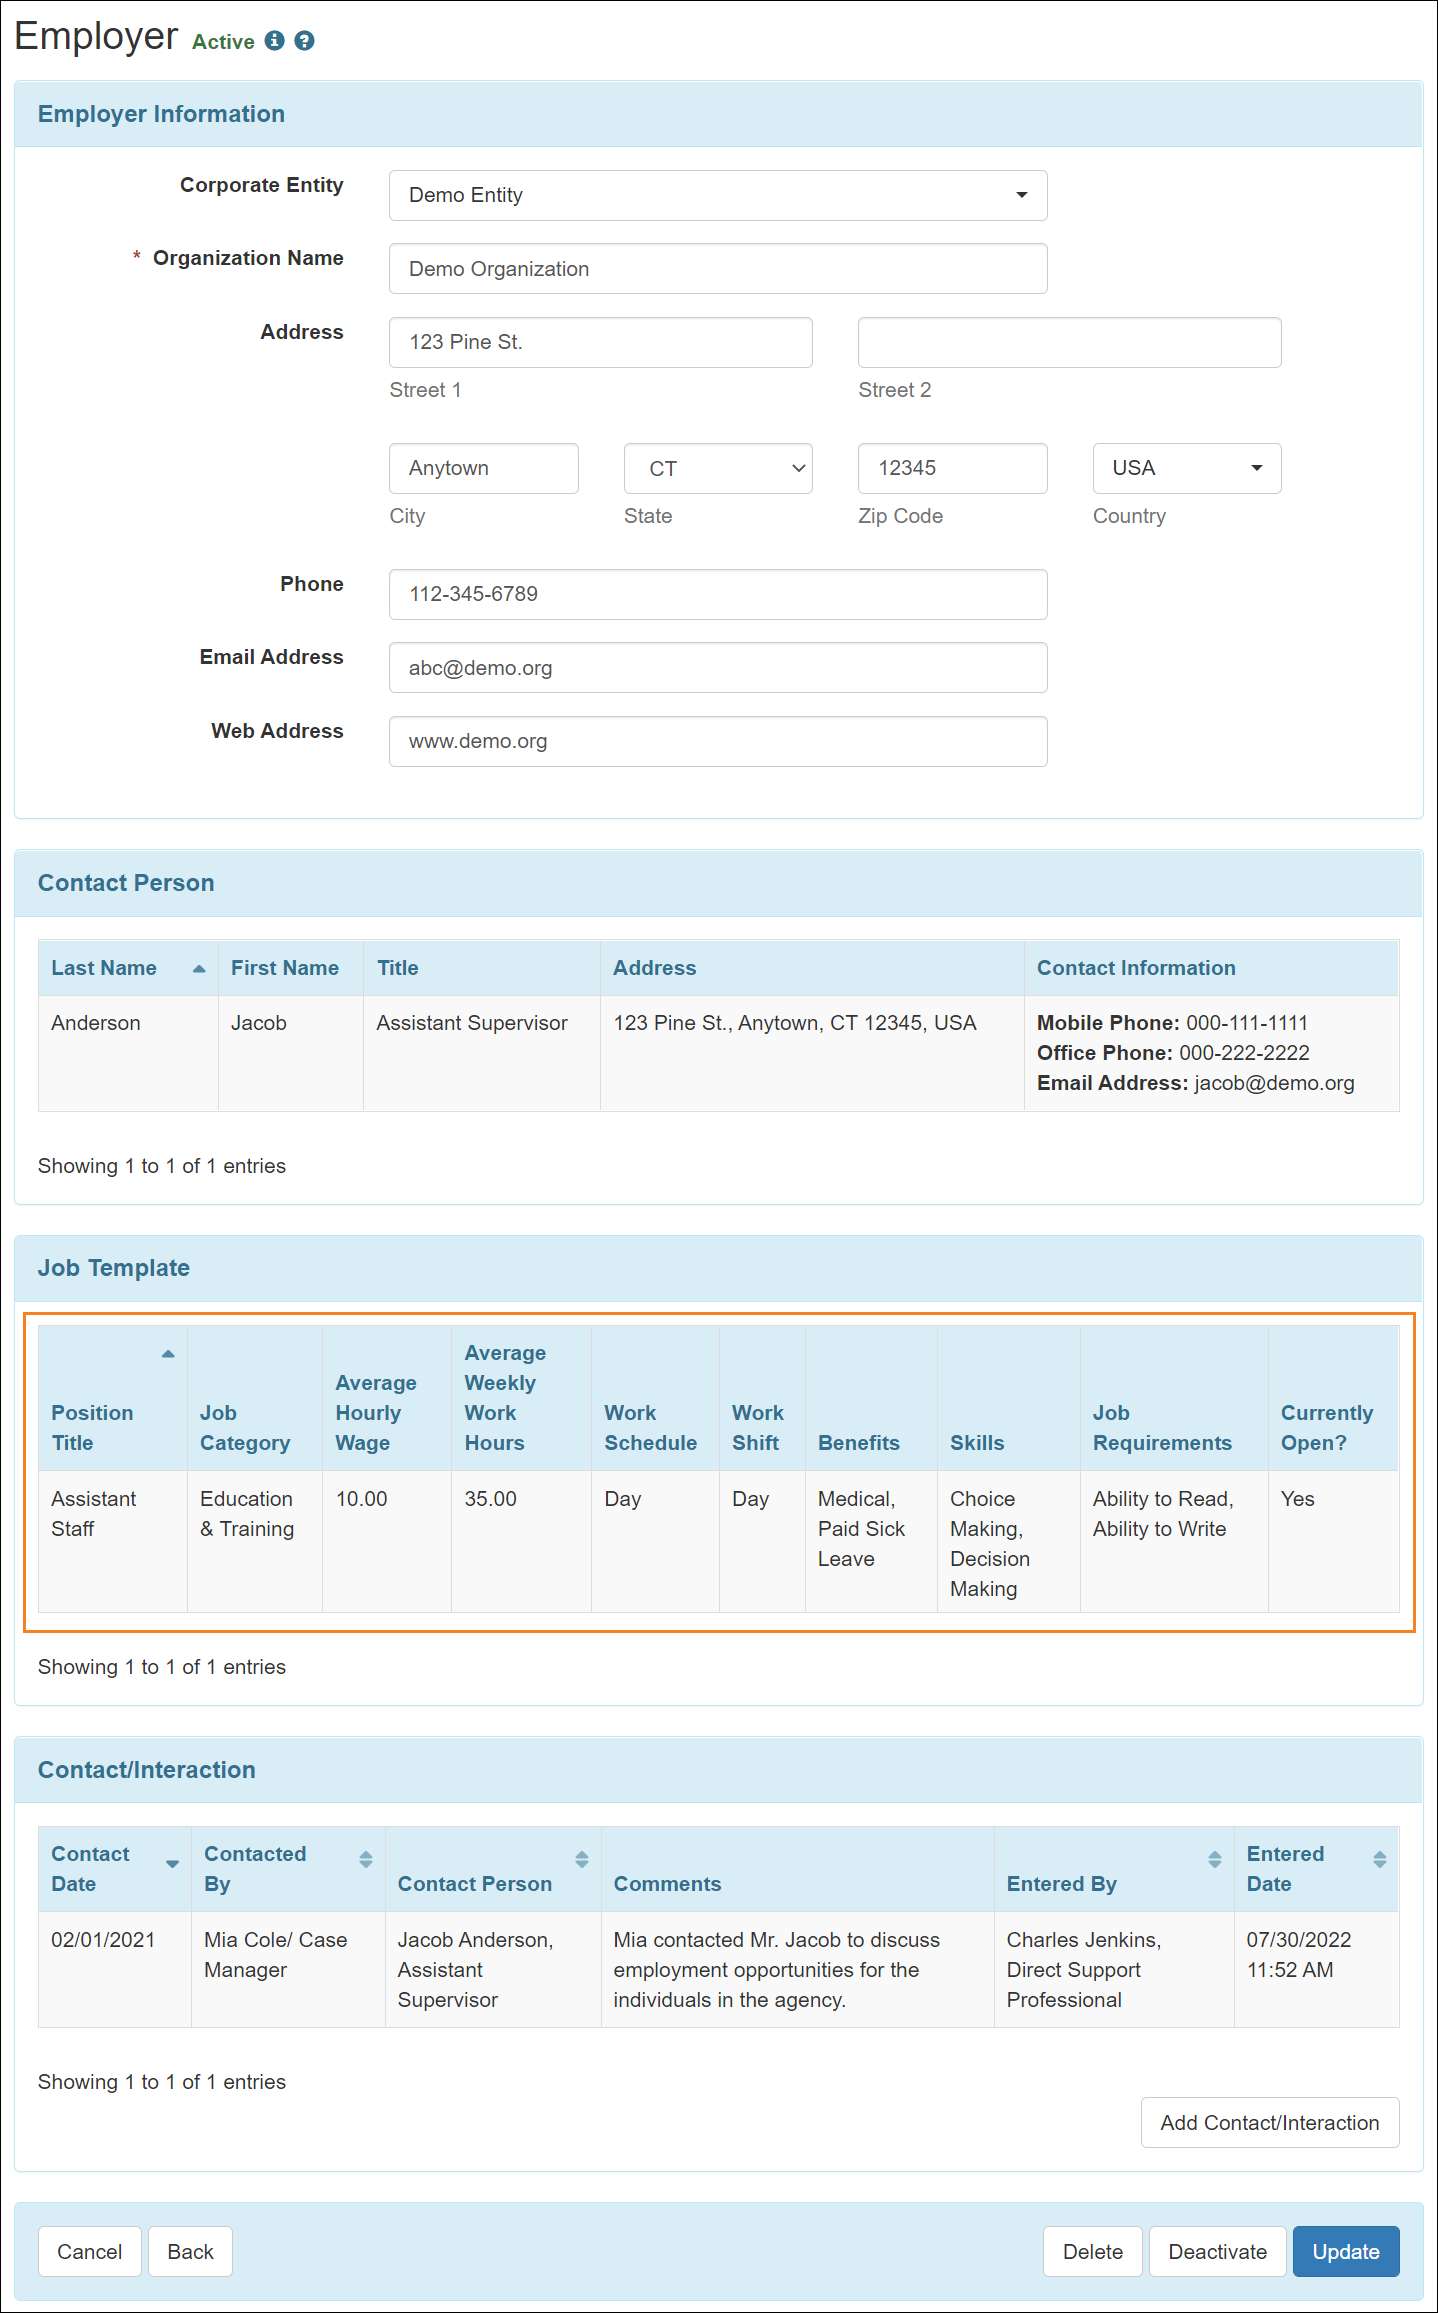 Employer Active
Employer Information
Corporate Entity
Demo Entity
* Organization Name
Demo Organization
Address
123 Pine St.
Street 1
Street 2
Anytown
CT
12345
USA
City
State
Zip Code
Country
Phone
112-345-6789
Email Address
abc@demo.org
Web Address
www.demo.org
Contact Person
Last Name First Name Title Address Contact Information
Anderson Jacob Assistant Supervisor 123 Pine St., Anytown, CT 12345, USA Mobile Phone: 000-111-1111
Office Phone: 000-222-2222
Email Address: jacob@demo.org
Showing 1 to 1 of 1 entries
Job Template
Position
Title
Job
Category
Average
Hourly
Wage
Average
Weekly
Work
Hours
Work
Schedule
Work
Shift
Benefits
Skills
Job
Requirements
Currently
Open?
Assistant
Staff
Education
& Training
10.00
35.00
Day
Day
Medical,
Paid Sick
Leave
Choice
Making,
Decision
Making
Ability to Read,
Ability to Write
Yes
Showing 1 to 1 of 1 entries
Contact/Interaction
Contact
Date
Contacted
By
Contact Person
Comments
Entered By
Entered
Date
02/01/2021
Mia Cole/ Case
Manager
Jacob Anderson,
Assistant
Supervisor
Mia contacted Mr. Jacob to discuss
employment opportunities for the
individuals in the agency.
Charles Jenkins,
Direct Support
Professional
07/30/2022
11:52 AM
Showing 1 to 1 of 1 entries
Add Contact/Interaction
Cancel Back Delete Deactivate Update